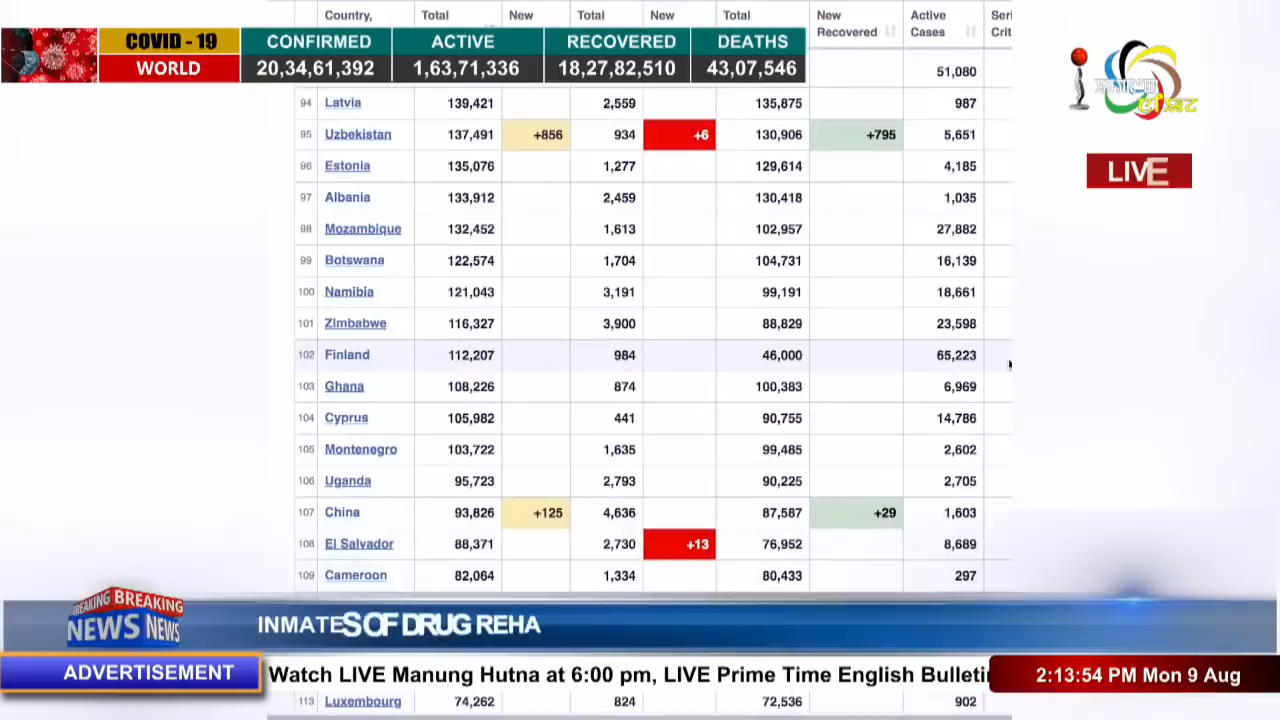 Country, Total New Total New Total New Active Seri
Recovered Cases Crit
COVID - 19 CONFIRMED ACTIVE RECOVERED DEATHS
WORLD 20,34,61,392 1,63,71,336 18,27,82,510 43,07,546
51,080
94 Latvia 139,421 2,559 135,875 987
95 Uzbekistan 137,491 +856 934 +6 130,906 +795 5,651
96 Estonia 135,076 1,277 129,614 4,185
LIVE
97 Albania 133,912 2,459 130,418 1,035
98 Mozambique 132,452 1,613 102,957 27,882
99 Botswana 122,574 1,704 104,731 16,139
100 Namibia 121,043 3,191 99,191 18,661
101 Zimbabwe 116,327 3,900 88,829 23,598
102 Finland 112,207 984 46,000 65,223
103 Ghana 108,226 874 100,383 6,969
104 Cyprus 105,982 441 90,755 14,786
105 Montenegro 103,722 1,635 99,485 2,602
106 Uganda 95,723 2,793 90,225 2,705
107 China 93,826 +125 4,636 87,587 +29 1,603
108 El Salvador 88,371 2,730 +13 76,952 8,689
109 Cameroon 82,064 1,334 80,433 297
BREAKING BREAKING
NEWS NEWS
INMATES OF DRUG REHA
ADVERTISEMENT Watch LIVE Manung Hutna at 6:00 pm, LIVE Prime Time English Bulleti 2:13:54 PM Mon 9 Aug
113 Luxembourg 74,262 824 72,536 902